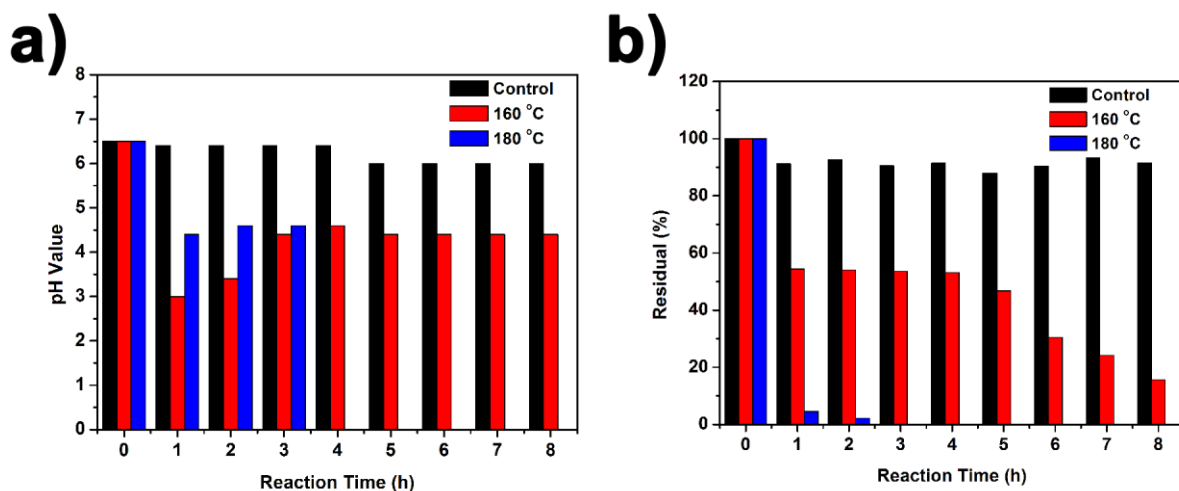 a)
8
7
6
5
4
3
2
1
0
pH Value
Control
160 °C
180 °C
0 1 2 3 4 5 6 7 8
Reaction Time (h)
b)
120
100
80
60
40
20
0
Residual (%)
Control
160 °C
180 °C
0 1 2 3 4 5 6 7 8
Reaction Time (h)